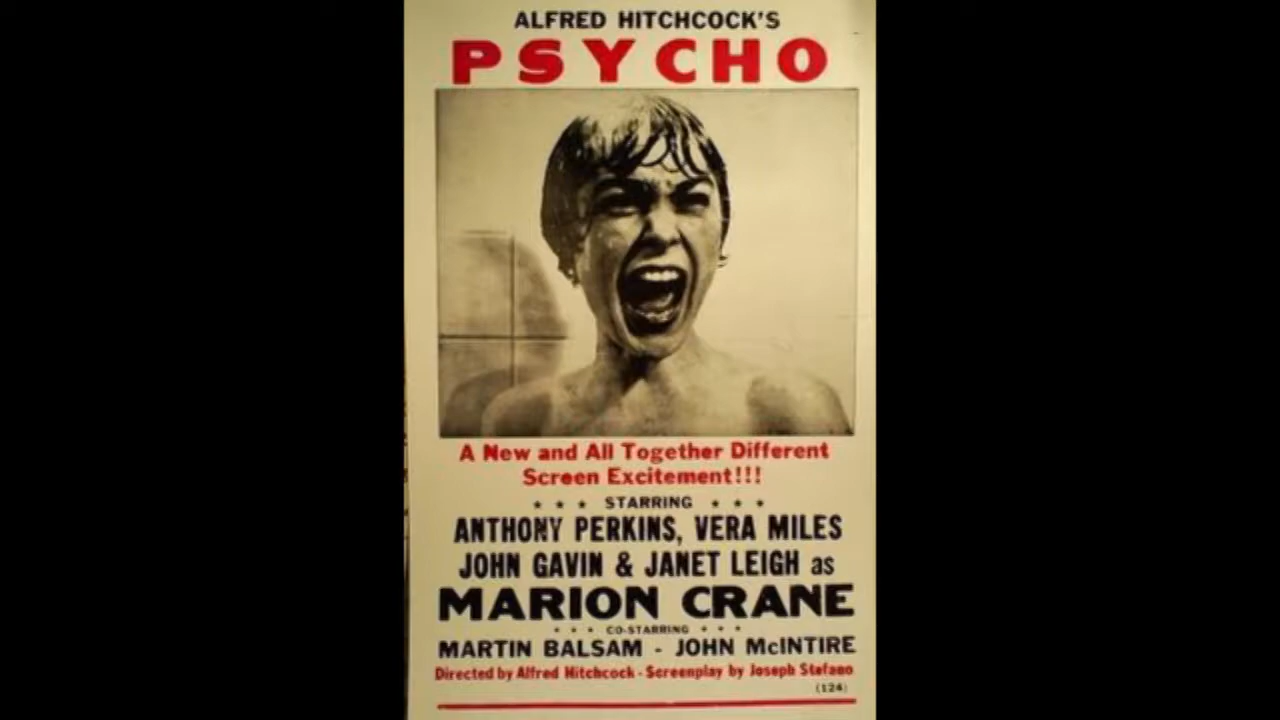 ALFRED HITCHCOCK'S
PSYCHO
A New and All Together Different
Screen Excitement!!!
* * * STARRING * * *
ANTHONY PERKINS, VERA MILES
JOHN GAVIN & JANET LEIGH as
MARION CRANE
* * * CO-STARRING * * *
MARTIN BALSAM - JOHN McINTIRE
Directed by Alfred Hitchcock - Screenplay by Joseph Stefano
(124)